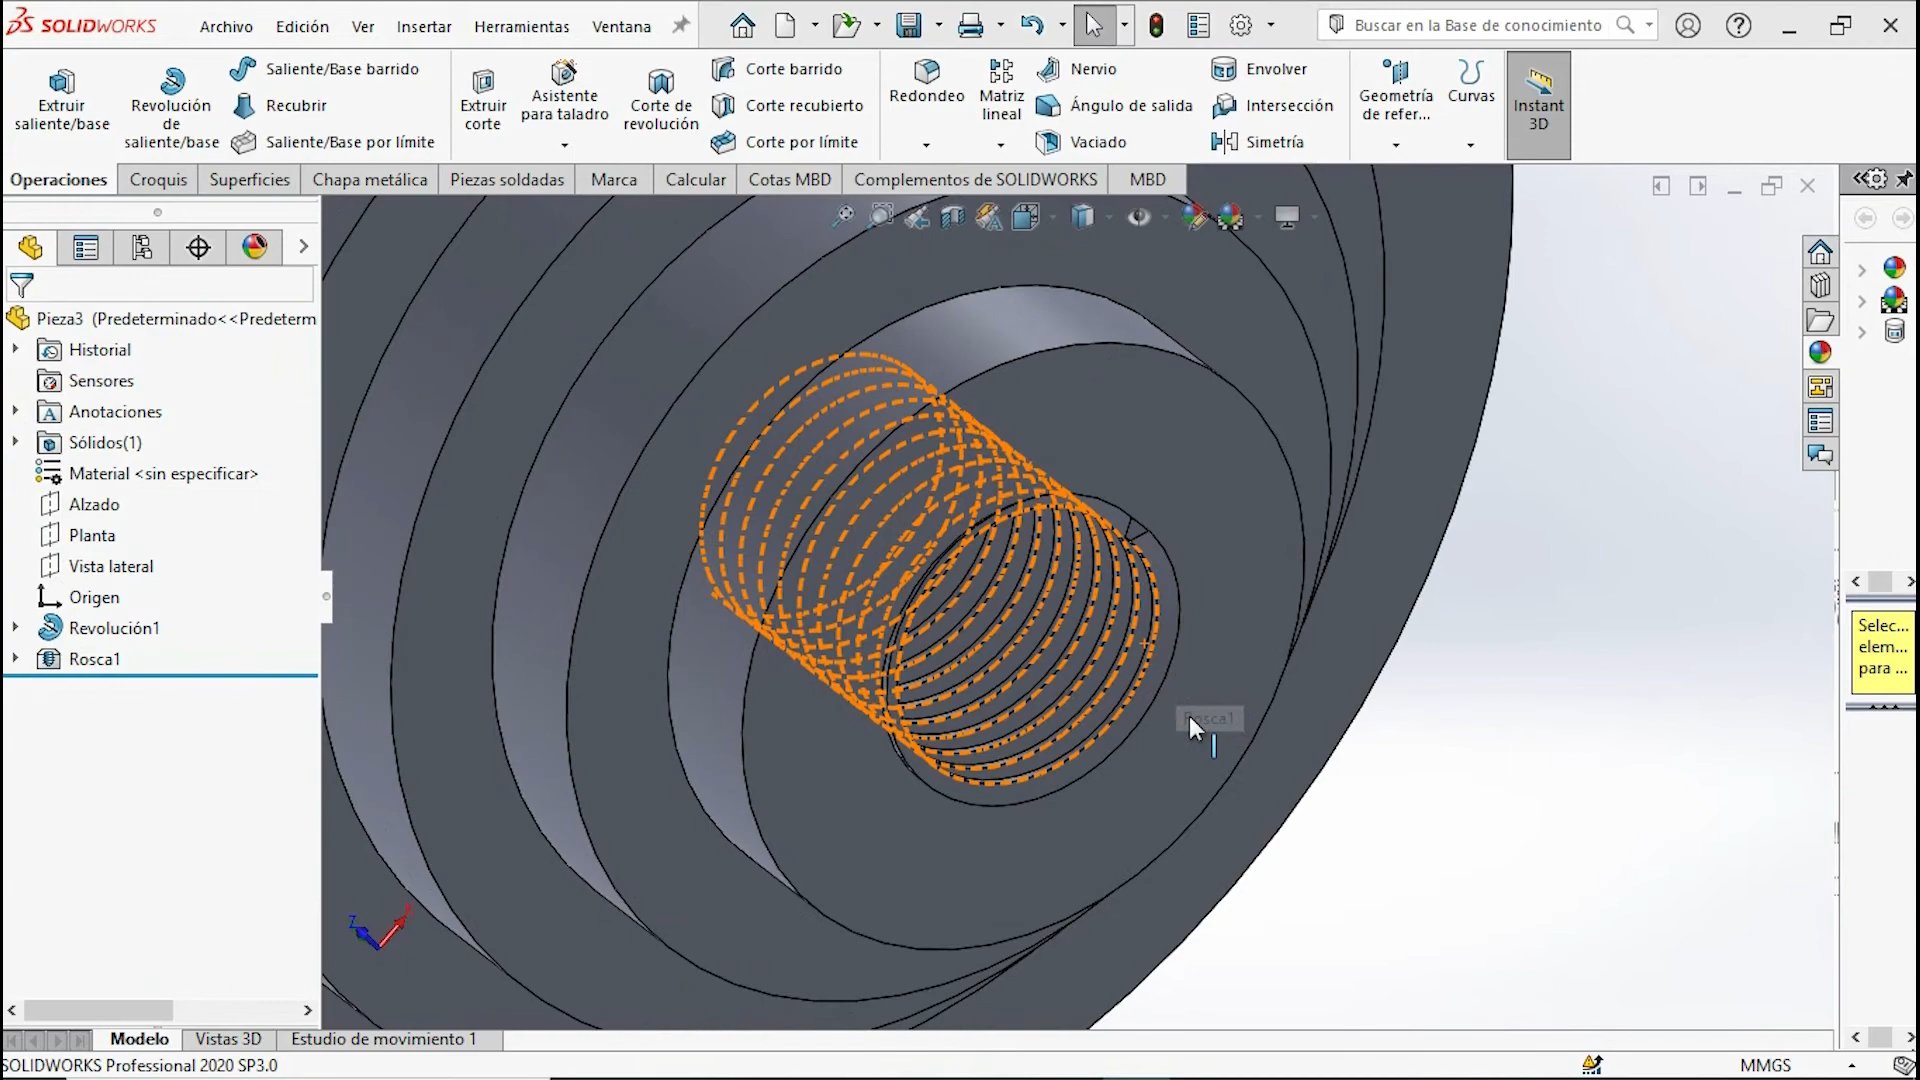 SOLIDWORKS
Archivo Edición Ver Insertar Herramientas Ventana
Buscar en la Base de conocimiento
Extruir saliente/base
Revolución de saliente/base
Saliente/Base barrido
Recubrir
Saliente/Base por límite
Extruir corte
Asistente para taladro
Corte de revolución
Corte barrido
Corte recubierto
Corte por límite
Redondeo
Matriz lineal
Nervio
Ángulo de salida
Vaciado
Envolver
Intersección
Simetría
Geometría de refer...
Curvas
Instant 3D
Operaciones Croquis Superficies Chapa metálica Piezas soldadas Marca Calcular Cotas MBD Complementos de SOLIDWORKS MBD
Pieza3 (Predeterminado<<Predeterm
Historial
Sensores
Anotaciones
Sólidos(1)
Material <sin especificar>
Alzado
Planta
Vista lateral
Origen
Revolución1
Rosca1
Rosca1
Selec...
elem...
para ...
Z
Modelo Vistas 3D Estudio de movimiento 1
SOLIDWORKS Professional 2020 SP3.0
MMGS